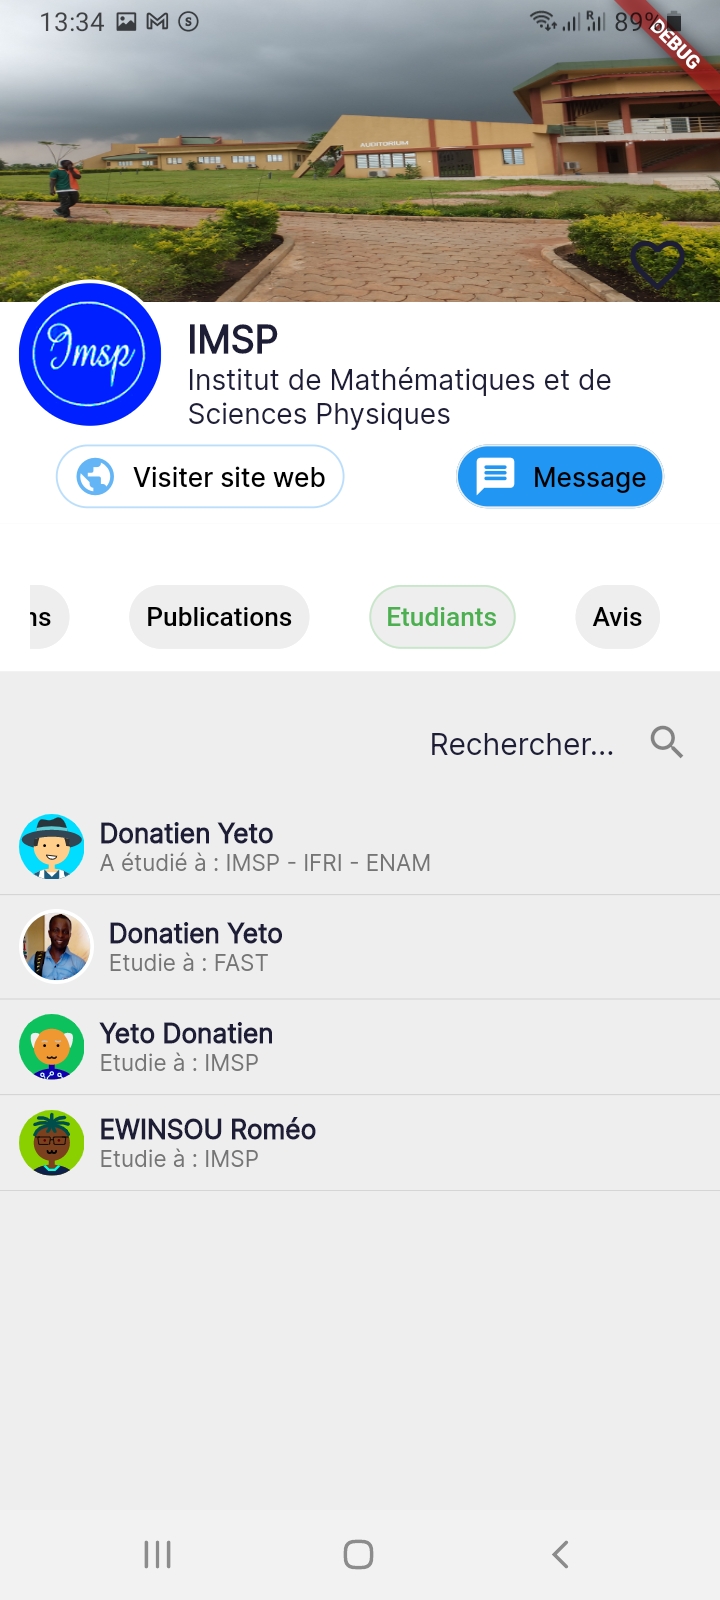 13:34
89%
DEBUG
AUDITORIUM
Imsp
IMSP
Institut de Mathématiques et de
Sciences Physiques
Visiter site web
Message
ns
Publications
Etudiants
Avis
Rechercher...
Donatien Yeto
A étudié à : IMSP - IFRI - ENAM
Donatien Yeto
Etudie à : FAST
Yeto Donatien
Etudie à : IMSP
EWINSOU Roméo
Etudie à : IMSP